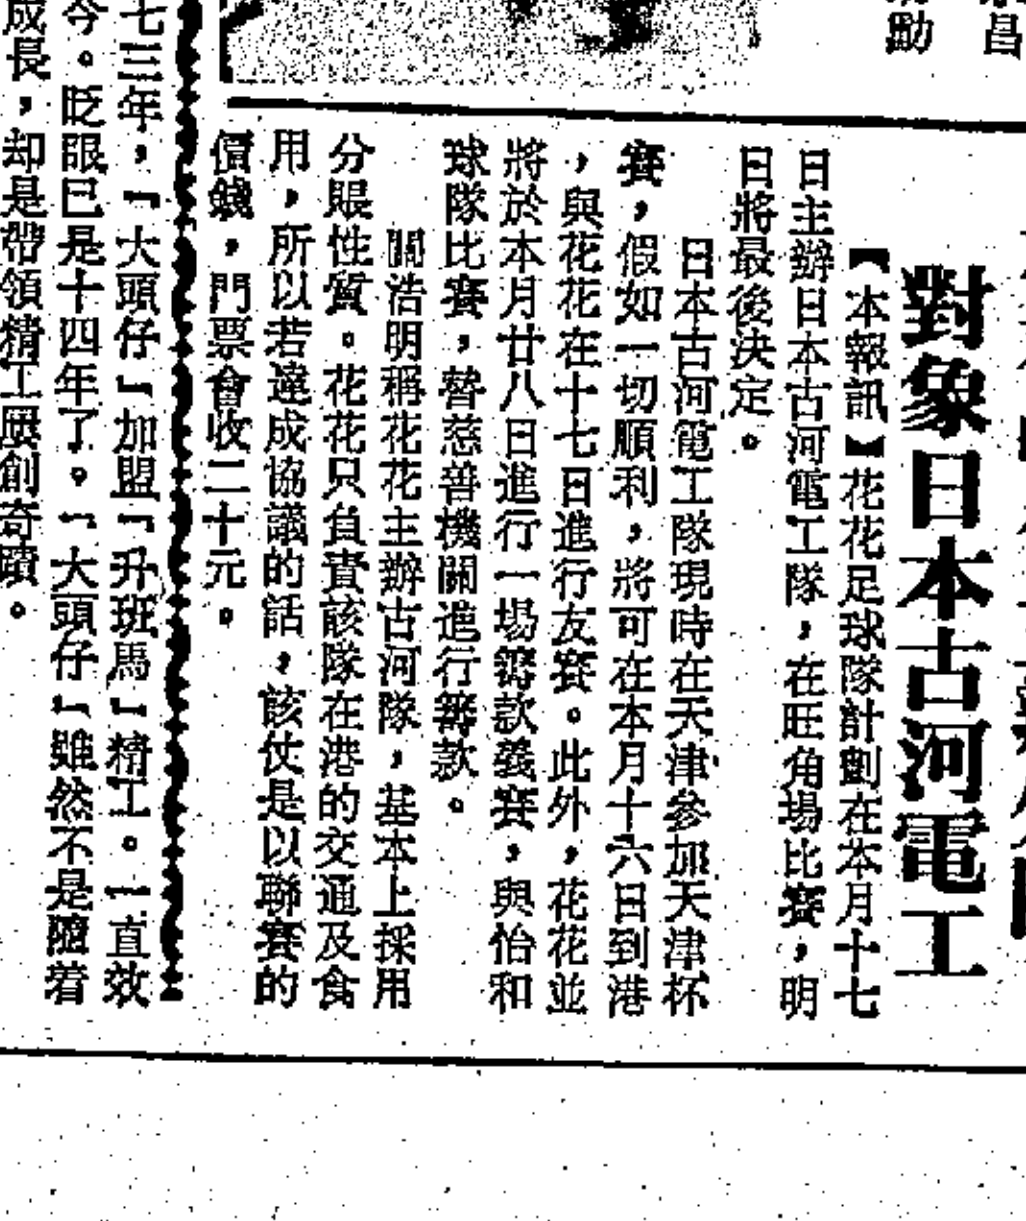 昌
勵
對象日本古河電工
【本報訊】花花足球隊計劃在本月十七
日主辦日本古河電工隊，在旺角場比賽，明
日將最後決定。
日本古河電工隊現時在天津參加天津杯
賽，假如一切順利，將可在本月十六日到港
，與花花在十七日進行友賽。此外，花花並
將於本月廿八日進行一場籌款義賽，與怡和
球隊比賽，替慈善機關進行籌款。
關浩明稱花花主辦古河隊，基本上採用
分賬性質。花花只負責該隊在港的交通及食
用，所以若達成協議的話，該仗是以聯賽的
價錢，門票會收二十元。
七三年，「大頭仔」加盟「升班馬」精工。一直效
今。眨眼已是十四年了。「大頭仔」雖然不是隨着
成長，却是帶領精工屢創奇蹟。